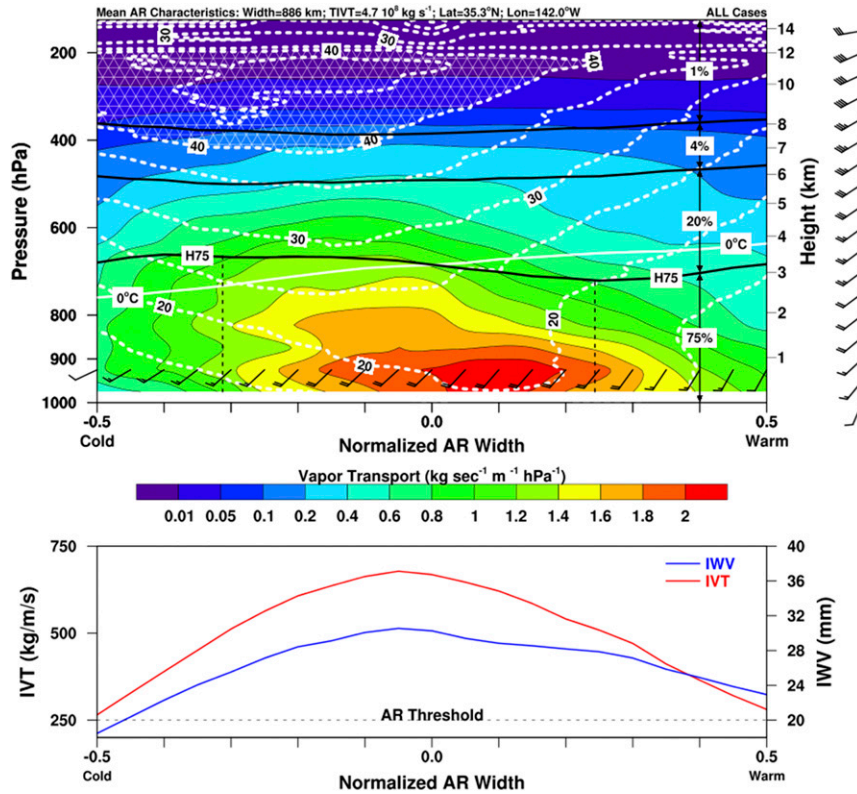 Mean AR Characteristics: Width=886 km; TIVT=4.7 10⁸ kg s⁻¹; Lat=35.3°N; Lon=142.0°W
ALL Cases
Pressure (hPa)
200
400
600
800
900
1000
Height (km)
14
12
10
8
7
6
5
4
3
2
1
30
30
40
40
40
40
30
30
20
20
20
1%
4%
20%
75%
H75
H75
0°C
0°C
-0.5
0.0
0.5
Cold
Normalized AR Width
Warm
Vapor Transport (kg sec⁻¹ m⁻¹ hPa⁻¹)
0.01 0.05 0.1 0.2 0.4 0.6 0.8 1 1.2 1.4 1.6 1.8 2
IVT (kg/m/s)
750
500
250
IWV (mm)
40
36
32
28
24
20
IWV
IVT
AR Threshold
-0.5
0.0
0.5
Cold
Normalized AR Width
Warm